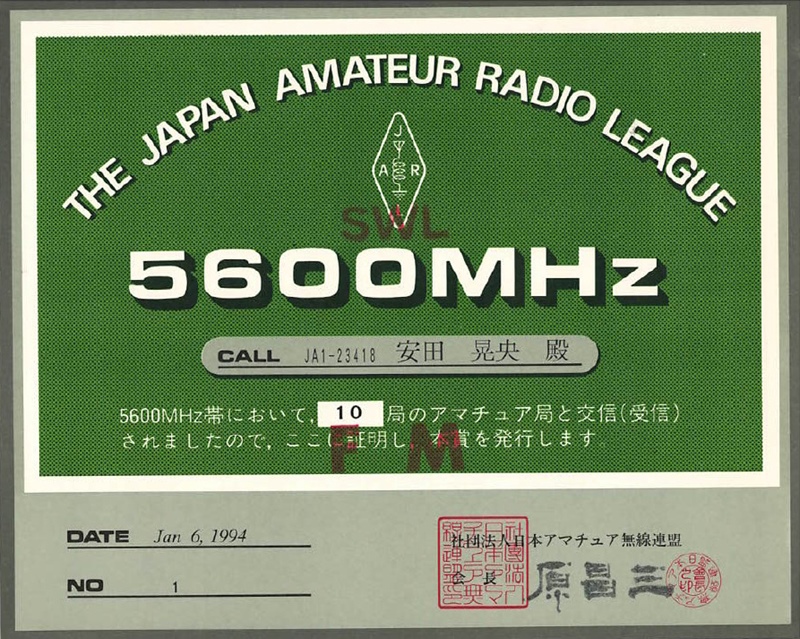 THE JAPAN AMATEUR RADIO LEAGUE
J
A R
L
SWL
5600MHz
CALL JA1-23418 安田 晃央 殿
5600MHz帯において, 10 局のアマチュア局と交信(受信)
されましたので, ここに証明し, 本賞を発行します.
FM
DATE Jan 6, 1994
社団法人日本アマチュア無線連盟
会長 原昌三
NO 1